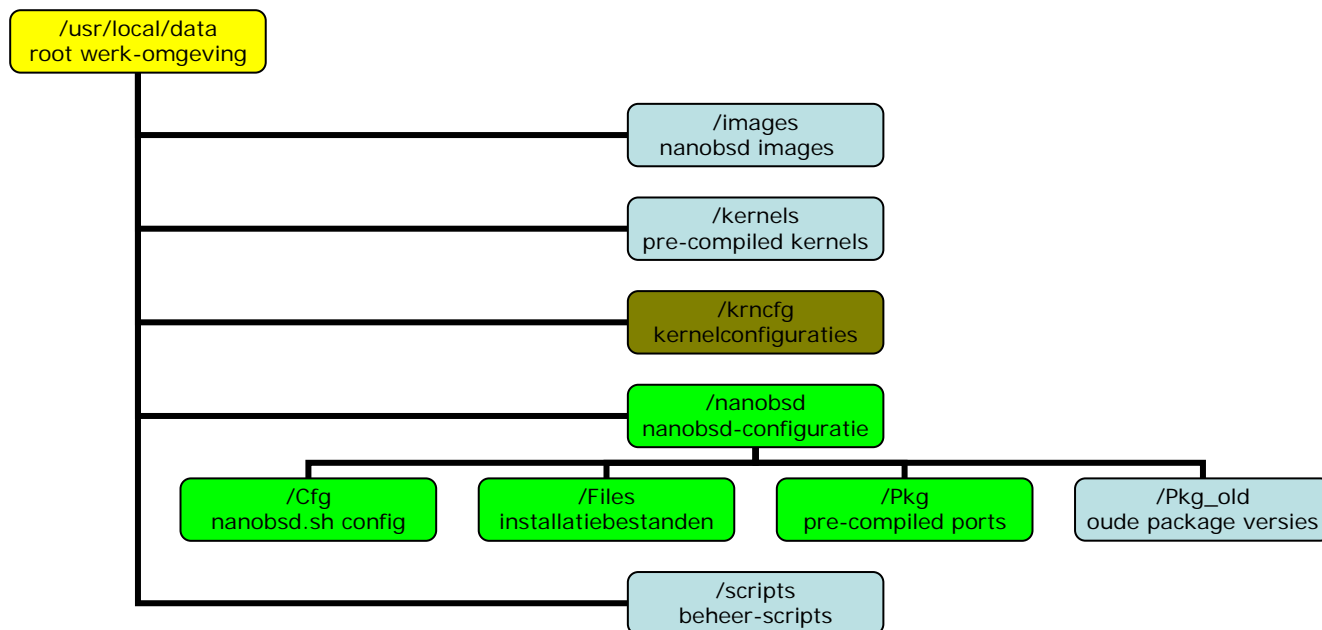 /usr/local/data
root werk-omgeving
/images
nanobsd images
/kernels
pre-compiled kernels
/krncfg
kernelconfiguraties
/nanobsd
nanobsd-configuratie
/Cfg
nanobsd.sh config
/Files
installatiebestanden
/Pkg
pre-compiled ports
/Pkg_old
oude package versies
/scripts
beheer-scripts